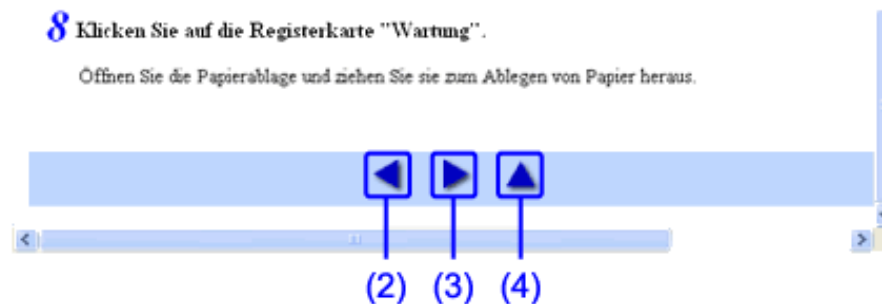 8 Klicken Sie auf die Registerkarte "Wartung".
Öffnen Sie die Papierablage und ziehen Sie sie zum Ablegen von Papier heraus.
(2) (3) (4)